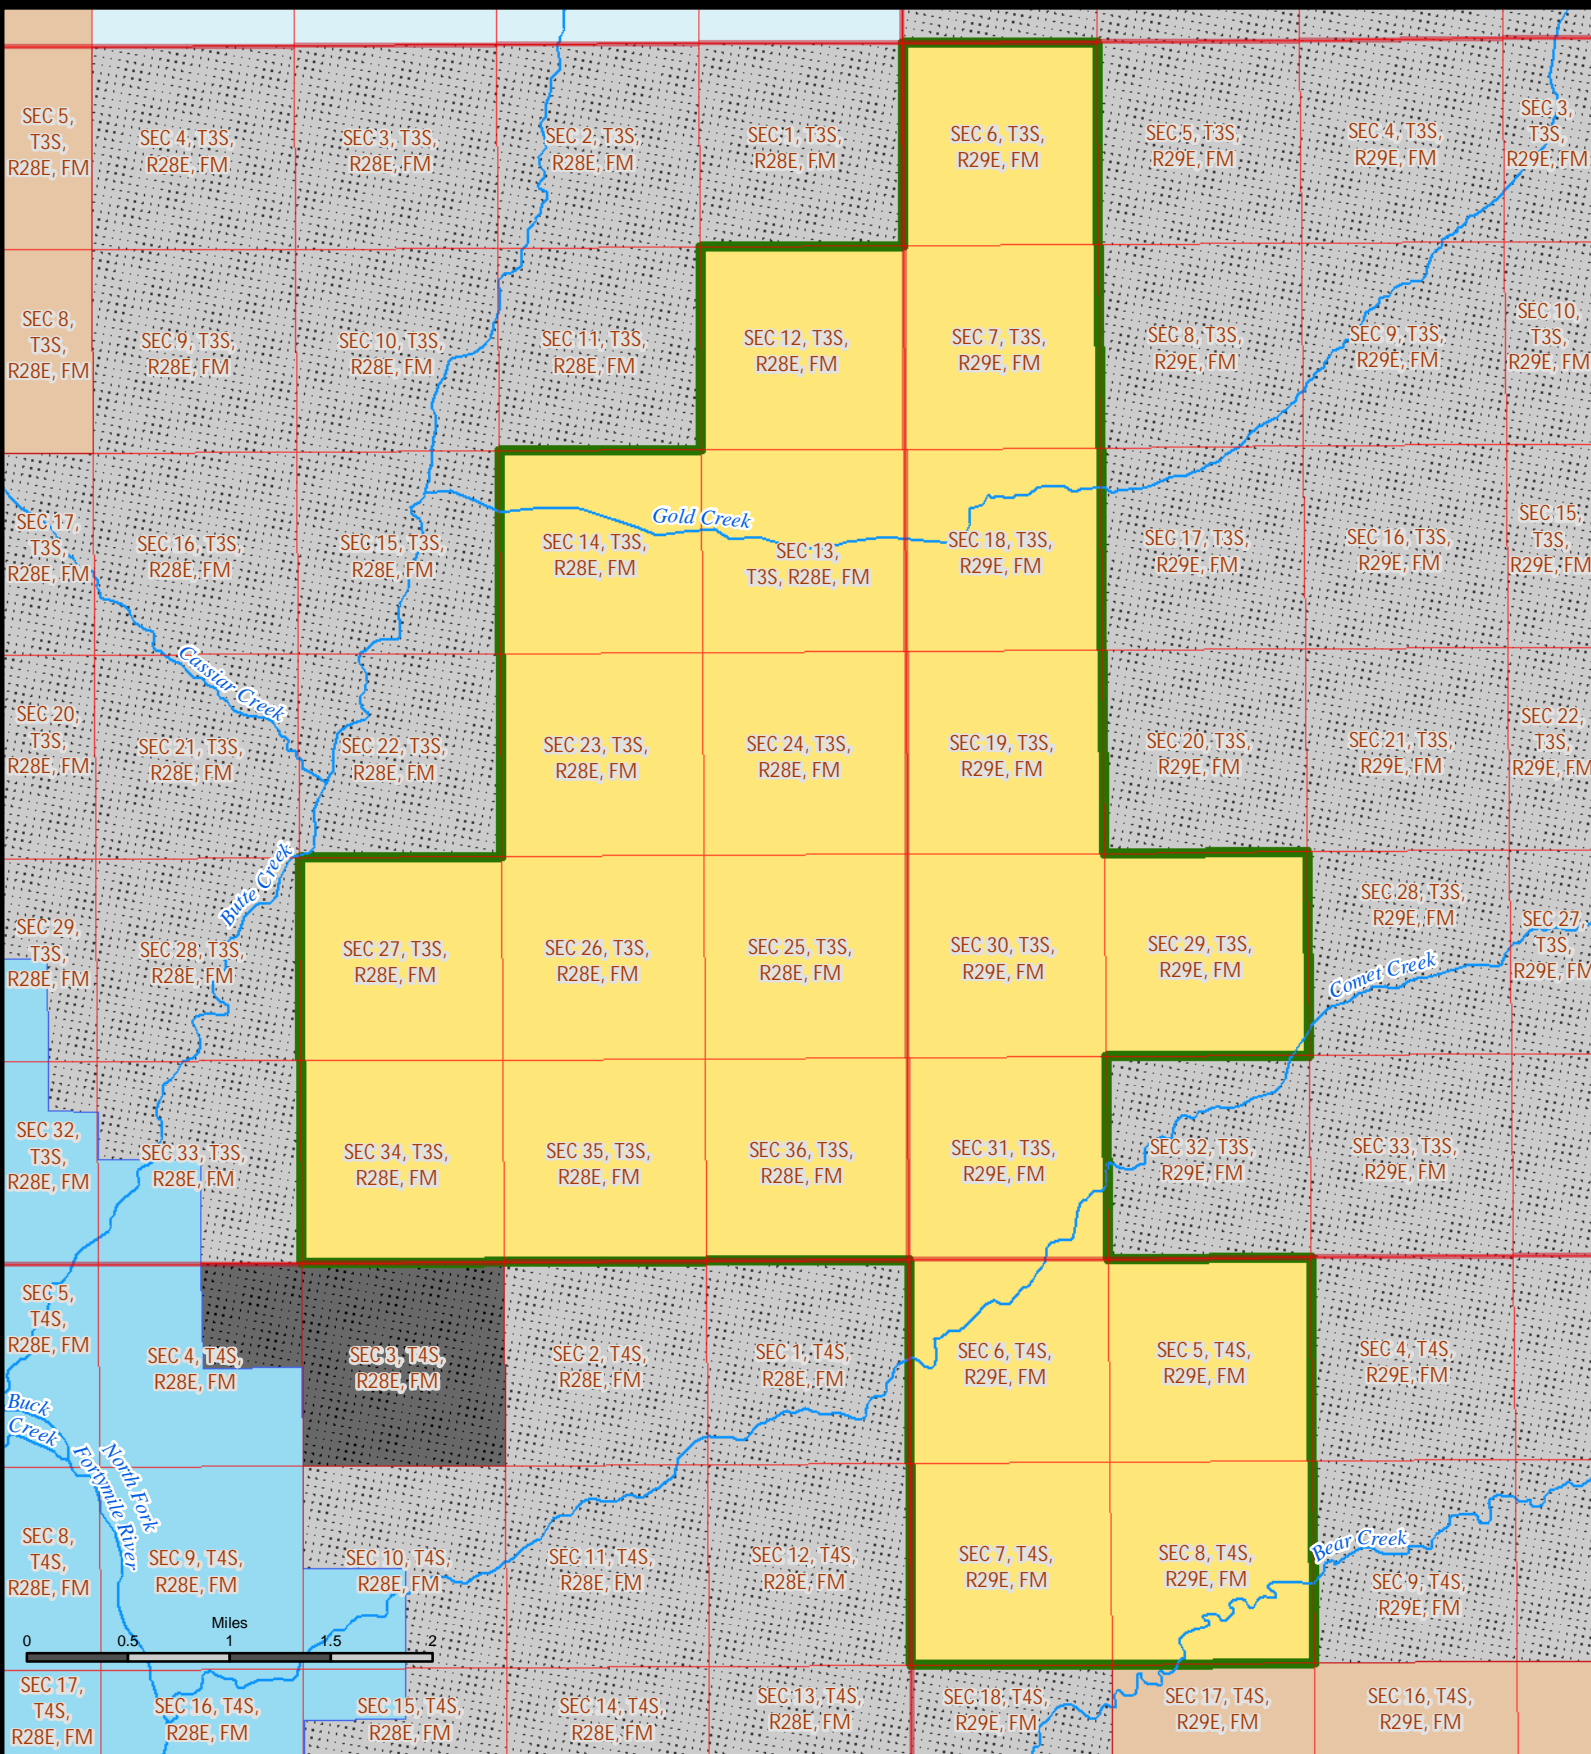 SEC 5,
T3S,
R28E, FM
SEC 4, T3S,
R28E, FM
SEC 3, T3S,
R28E, FM
SEC 2, T3S,
R28E, FM
SEC 1, T3S,
R28E, FM
SEC 6, T3S,
R29E, FM
SEC 5, T3S,
R29E, FM
SEC 4, T3S,
R29E, FM
SEC 3,
T3S,
R29E, FM
SEC 8,
T3S,
R28E, FM
SEC 9, T3S,
R28E, FM
SEC 10, T3S,
R28E, FM
SEC 11, T3S,
R28E, FM
SEC 12, T3S,
R28E, FM
SEC 7, T3S,
R29E, FM
SEC 8, T3S,
R29E, FM
SEC 9, T3S,
R29E, FM
SEC 10,
T3S,
R29E, FM
SEC 17,
T3S,
R28E, FM
SEC 16, T3S,
R28E, FM
SEC 15, T3S,
R28E, FM
SEC 14, T3S,
R28E, FM
Gold Creek
SEC 13,
T3S, R28E, FM
SEC 18, T3S,
R29E, FM
SEC 17, T3S,
R29E, FM
SEC 16, T3S,
R29E, FM
SEC 15,
T3S,
R29E, FM
Cassiar Creek
SEC 20,
T3S,
R28E, FM
SEC 21, T3S,
R28E, FM
SEC 22, T3S,
R28E, FM
SEC 23, T3S,
R28E, FM
SEC 24, T3S,
R28E, FM
SEC 19, T3S,
R29E, FM
SEC 20, T3S,
R29E, FM
SEC 21, T3S,
R29E, FM
SEC 22,
T3S,
R29E, FM
Butte Creek
SEC 29,
T3S,
R28E, FM
SEC 28, T3S,
R28E, FM
SEC 27, T3S,
R28E, FM
SEC 26, T3S,
R28E, FM
SEC 25, T3S,
R28E, FM
SEC 30, T3S,
R29E, FM
SEC 29, T3S,
R29E, FM
SEC 28, T3S,
R29E, FM
Comet Creek
SEC 27,
T3S,
R29E, FM
SEC 32,
T3S,
R28E, FM
SEC 33, T3S,
R28E, FM
SEC 34, T3S,
R28E, FM
SEC 35, T3S,
R28E, FM
SEC 36, T3S,
R28E, FM
SEC 31, T3S,
R29E, FM
SEC 32, T3S,
R29E, FM
SEC 33, T3S,
R29E, FM
SEC 5,
T4S,
R28E, FM
SEC 4, T4S,
R28E, FM
SEC 3, T4S,
R28E, FM
SEC 2, T4S,
R28E, FM
SEC 1, T4S,
R28E, FM
SEC 6, T4S,
R29E, FM
SEC 5, T4S,
R29E, FM
SEC 4, T4S,
R29E, FM
Buck
Creek
North Fork
Fortymile River
SEC 8,
T4S,
R28E, FM
SEC 9, T4S,
R28E, FM
SEC 10, T4S,
R28E, FM
SEC 11, T4S,
R28E, FM
SEC 12, T4S,
R28E, FM
SEC 7, T4S,
R29E, FM
SEC 8, T4S,
R29E, FM
Bear Creek
SEC 9, T4S,
R29E, FM
Miles
0 0.5 1 1.5 2
SEC 17,
T4S,
R28E, FM
SEC 16, T4S,
R28E, FM
SEC 15, T4S,
R28E, FM
SEC 14, T4S,
R28E, FM
SEC 13, T4S,
R28E, FM
SEC 18, T4S,
R29E, FM
SEC 17, T4S,
R29E, FM
SEC 16, T4S,
R29E, FM